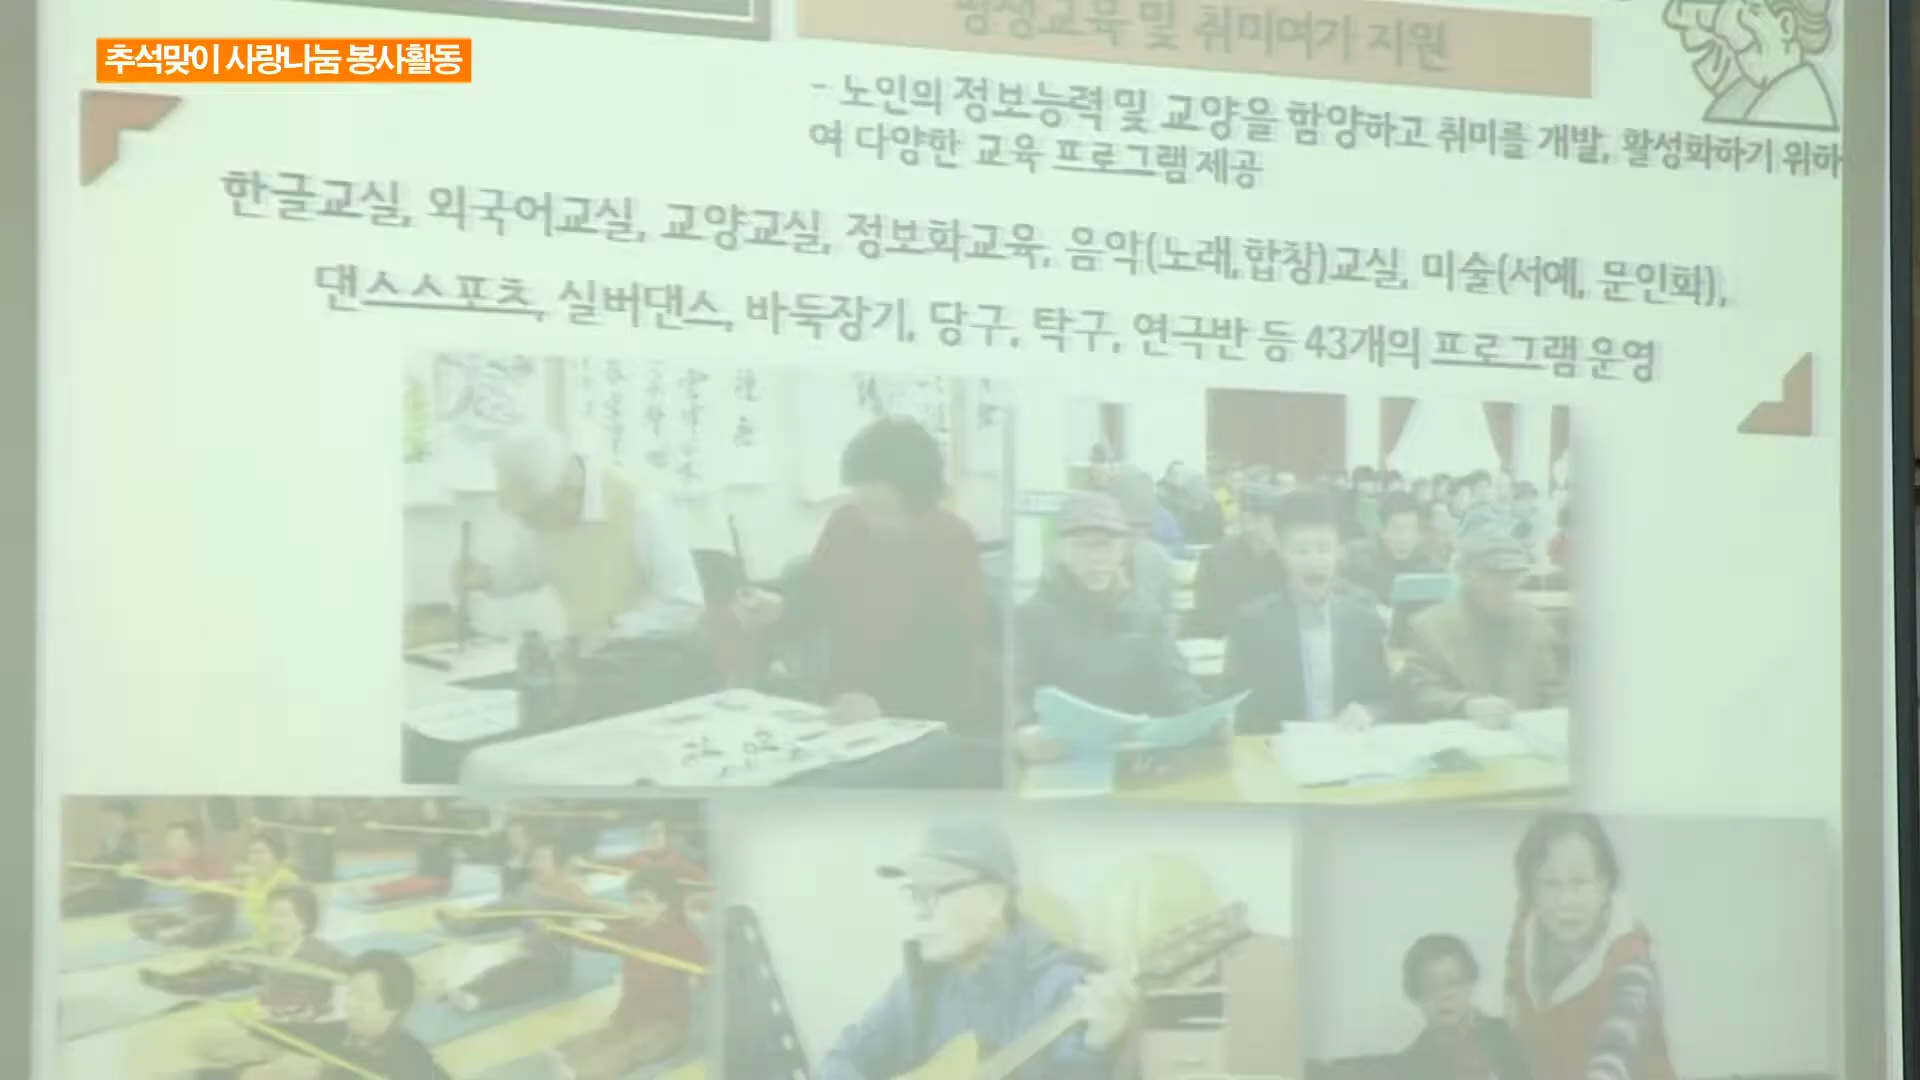 추석맞이 사랑나눔 봉사활동
평생교육 및 취미여가 지원
- 노인의 정보능력 및 교양을 함양하고 취미를 개발, 활성화하기 위하
여 다양한 교육 프로그램 제공
한글교실, 외국어교실, 교양교실, 정보화교육, 음악(노래,합창)교실, 미술(서예, 문인화),
댄스스포츠, 실버댄스, 바둑장기, 당구, 탁구, 연극반 등 43개의 프로그램 운영